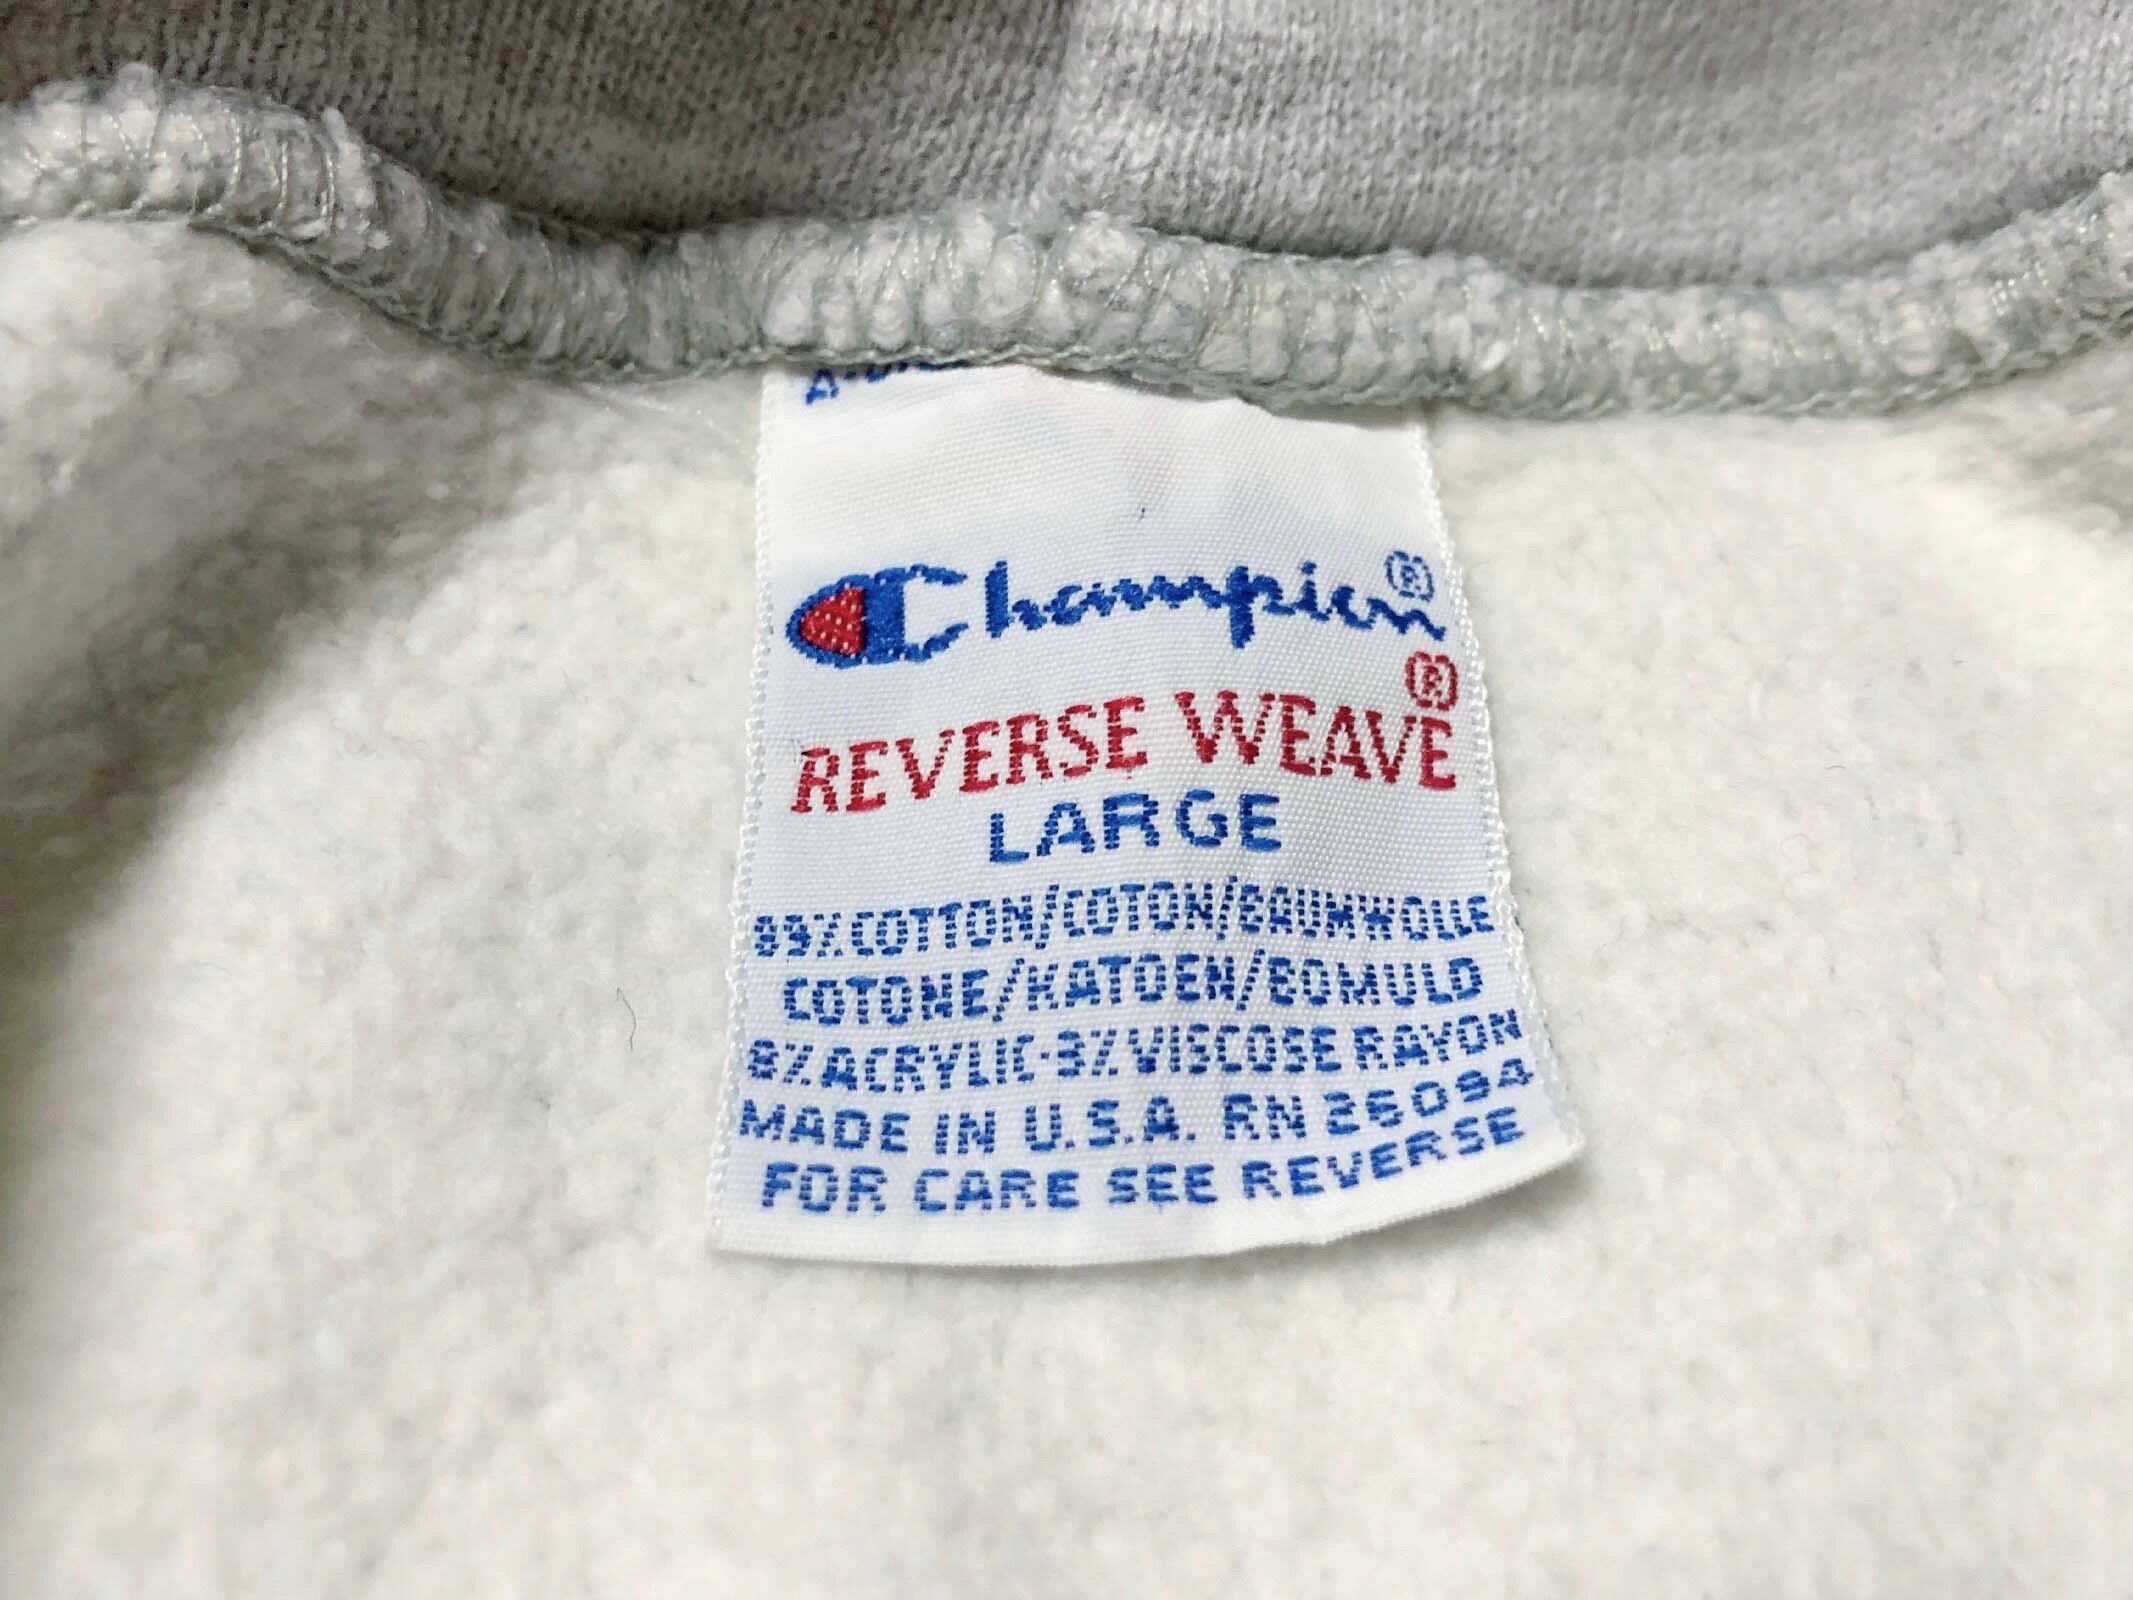 Champion®
REVERSE WEAVE®
LARGE
89%COTTON/COTON/BAUMWOLLE
COTONE/KATOEN/BOMULD
8%ACRYLIC-3%VISCOSE RAYON
MADE IN U.S.A. RN 26094
FOR CARE SEE REVERSE